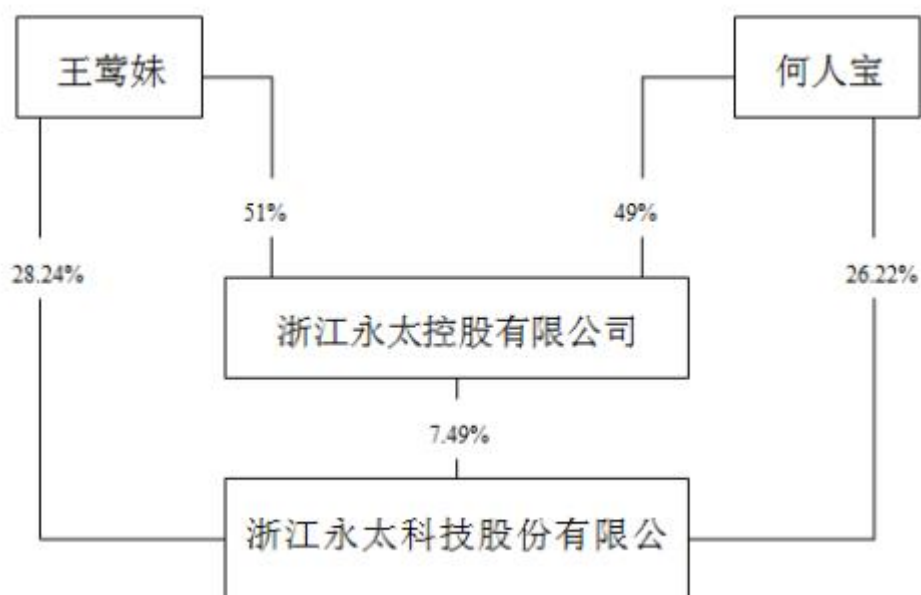 王莺妹
何人宝
51%
49%
28.24%
26.22%
浙江永太控股有限公司
7.49%
浙江永太科技股份有限公